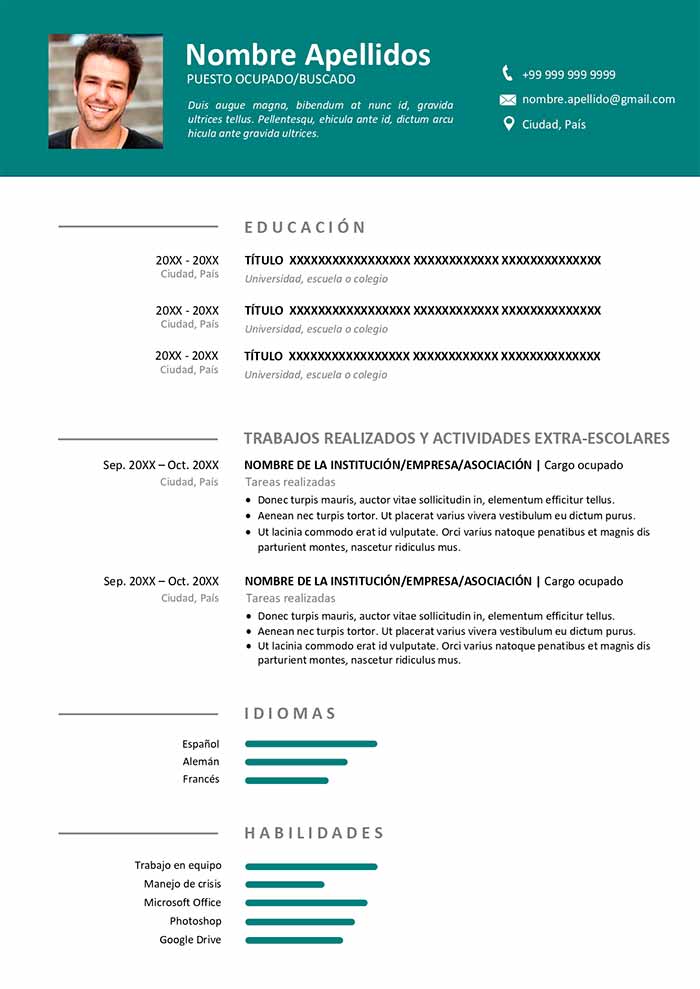 Nombre Apellidos
PUESTO OCUPADO/BUSCADO
Duis augue magna, bibendum at nunc id, gravida
ultrices tellus. Pellentesqu, ehicula ante id, dictum arcu
hicula ante gravida ultrices.
+99 999 999 9999
nombre.apellido@gmail.com
Ciudad, País
EDUCACIÓN
20XX - 20XX
Ciudad, País
TÍTULO XXXXXXXXXXXXXXXXX XXXXXXXXXXXX XXXXXXXXXXXXXX
Universidad, escuela o colegio
20XX - 20XX
Ciudad, País
TÍTULO XXXXXXXXXXXXXXXXX XXXXXXXXXXXX XXXXXXXXXXXXXX
Universidad, escuela o colegio
20XX - 20XX
Ciudad, País
TÍTULO XXXXXXXXXXXXXXXXX XXXXXXXXXXXX XXXXXXXXXXXXXX
Universidad, escuela o colegio
TRABAJOS REALIZADOS Y ACTIVIDADES EXTRA-ESCOLARES
Sep. 20XX – Oct. 20XX
Ciudad, País
NOMBRE DE LA INSTITUCIÓN/EMPRESA/ASOCIACIÓN | Cargo ocupado
Tareas realizadas
• Donec turpis mauris, auctor vitae sollicitudin in, elementum efficitur tellus.
• Aenean nec turpis tortor. Ut placerat varius vivera vestibulum eu dictum purus.
• Ut lacinia commodo erat id vulputate. Orci varius natoque penatibus et magnis dis
parturient montes, nascetur ridiculus mus.
Sep. 20XX – Oct. 20XX
Ciudad, País
NOMBRE DE LA INSTITUCIÓN/EMPRESA/ASOCIACIÓN | Cargo ocupado
Tareas realizadas
• Donec turpis mauris, auctor vitae sollicitudin in, elementum efficitur tellus.
• Aenean nec turpis tortor. Ut placerat varius vivera vestibulum eu dictum purus.
• Ut lacinia commodo erat id vulputate. Orci varius natoque penatibus et magnis dis
parturient montes, nascetur ridiculus mus.
IDIOMAS
Español
Alemán
Francés
HABILIDADES
Trabajo en equipo
Manejo de crisis
Microsoft Office
Photoshop
Google Drive